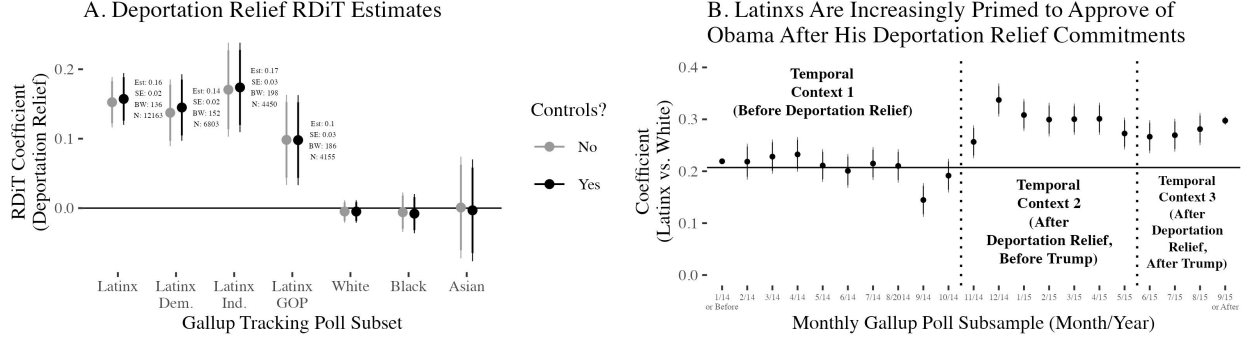 A. Deportation Relief RDiT Estimates
RDiT Coefficient
(Deportation Relief)
0.2
0.1
0.0
Est: 0.16
SE: 0.02
BW: 136
N: 12163
Est: 0.14
SE: 0.02
BW: 152
N: 6803
Est: 0.17
SE: 0.03
BW: 198
N: 4450
Est: 0.1
SE: 0.03
BW: 186
N: 4155
Latinx
Latinx
Dem.
Latinx
Ind.
Latinx
GOP
White
Black
Asian
Gallup Tracking Poll Subset
Controls?
No
Yes
B. Latinxs Are Increasingly Primed to Approve of
Obama After His Deportation Relief Commitments
Coefficient
(Latinx vs. White)
0.4
0.3
0.2
0.1
0.0
Temporal
Context 1
(Before Deportation Relief)
Temporal
Context 2
(After
Deportation Relief,
Before Trump)
Temporal
Context 3
(After
Deportation
Relief,
After Trump)
1/14
or Before
2/14
3/14
4/14
5/14
6/14
7/14
8/2014
9/14
10/14
11/14
12/14
1/15
2/15
3/15
4/15
5/15
6/15
7/15
8/15
9/15
or After
Monthly Gallup Poll Subsample (Month/Year)